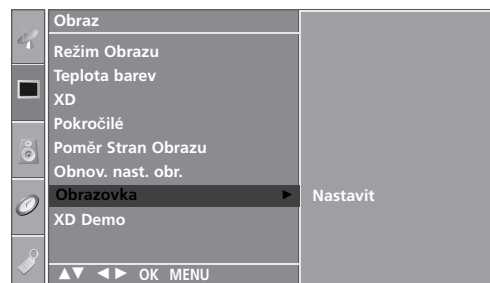 Obraz
Režim Obrazu
Teplota barev
XD
Pokročilé
Poměr Stran Obrazu
Obnov. nast. obr.
Obrazovka ► Nastavit
XD Demo
▲▼ ◄► OK MENU